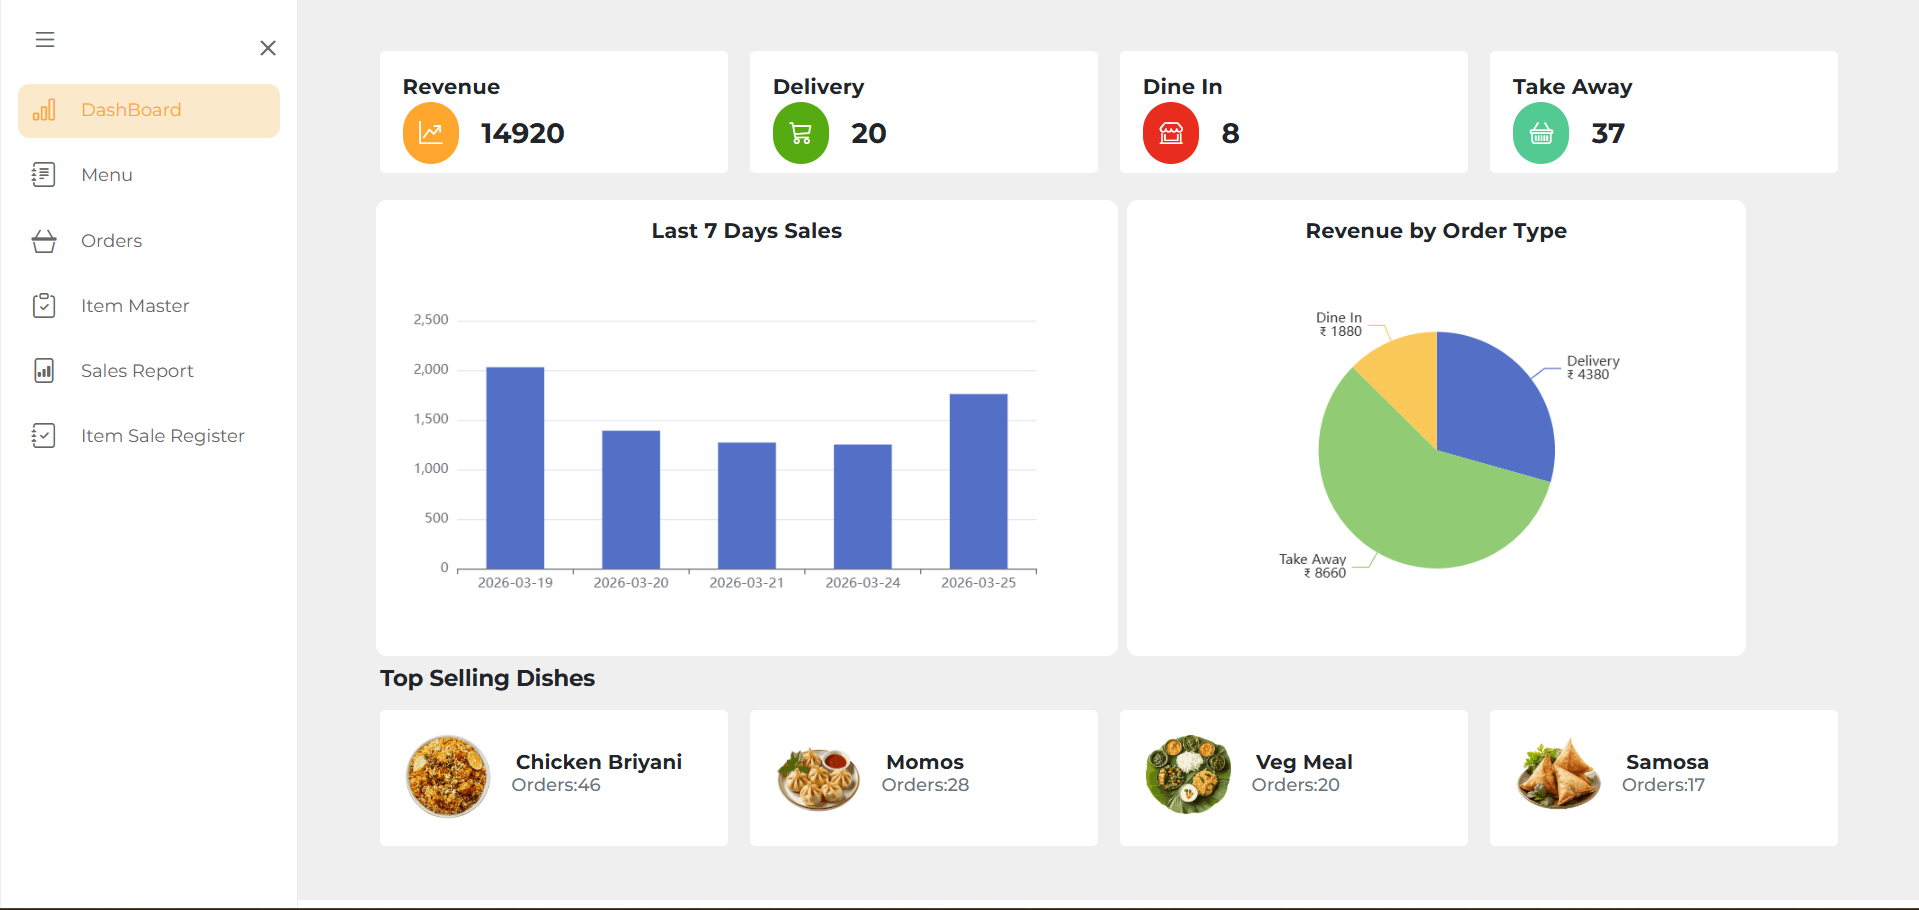 DashBoard
Menu
Orders
Item Master
Sales Report
Item Sale Register
Revenue
14920
Delivery
20
Dine In
8
Take Away
37
Last 7 Days Sales
2,500
2,000
1,500
1,000
500
0
2026-03-19
2026-03-20
2026-03-21
2026-03-24
2026-03-25
Revenue by Order Type
Dine In
₹ 1880
Delivery
₹ 4380
Take Away
₹ 8660
Top Selling Dishes
Chicken Briyani
Orders:46
Momos
Orders:28
Veg Meal
Orders:20
Samosa
Orders:17